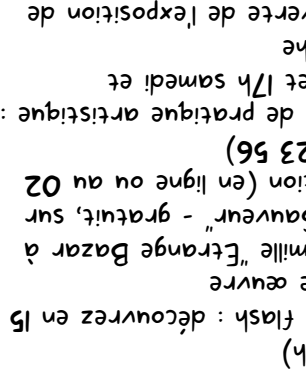 h)
flash : découvrez en 15
e œuvre
mille "Étrange Bazar à
auveur" - gratuit, sur
tion (en ligne ou au 02
23 56)
de pratique artistique :
et 17h samedi et
he
verte de l'exposition de